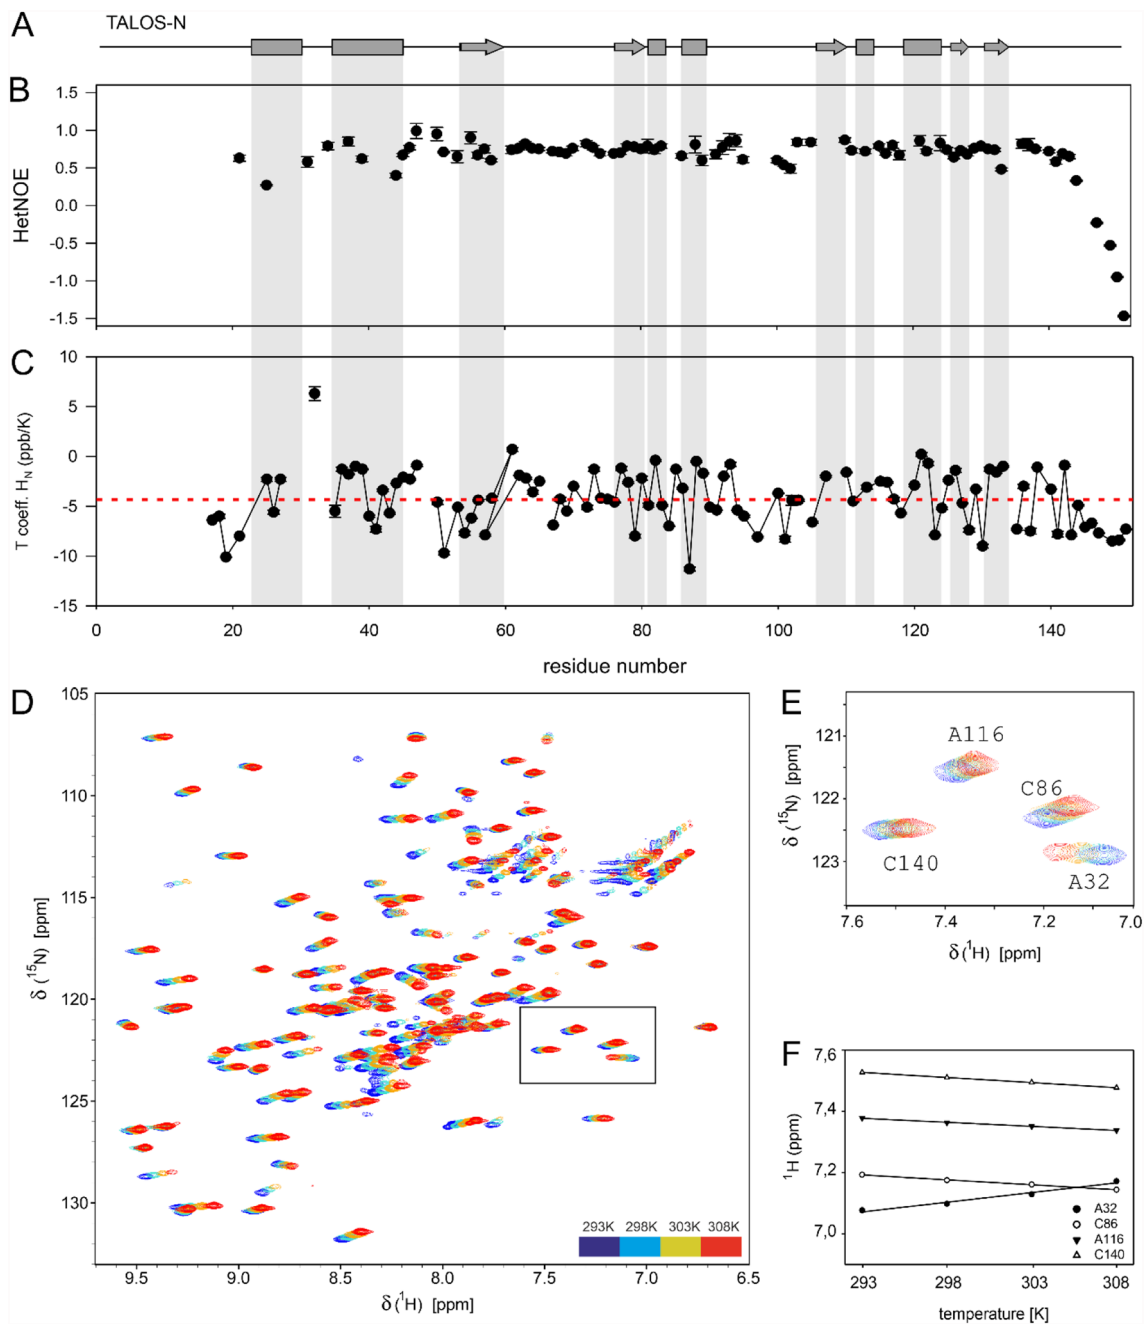 A
TALOS-N
B
1.5
1.0
0.5
0.0
-0.5
-1.0
-1.5
HetNOE
C
10
5
0
-5
-10
-15
T coeff. H_N (ppb/K)
0 20 40 60 80 100 120 140
residue number
D
105
110
115
120
125
130
δ (¹⁵N) [ppm]
293K 298K 303K 308K
9.5 9.0 8.5 8.0 7.5 7.0 6.5
δ (¹H) [ppm]
E
121
122
123
δ (¹⁵N) [ppm]
A116
C86
C140
A32
7.6 7.4 7.2 7.0
δ (¹H) [ppm]
F
7,6
7,4
7,2
7,0
¹H (ppm)
A32
C86
A116
C140
293 298 303 308
temperature [K]